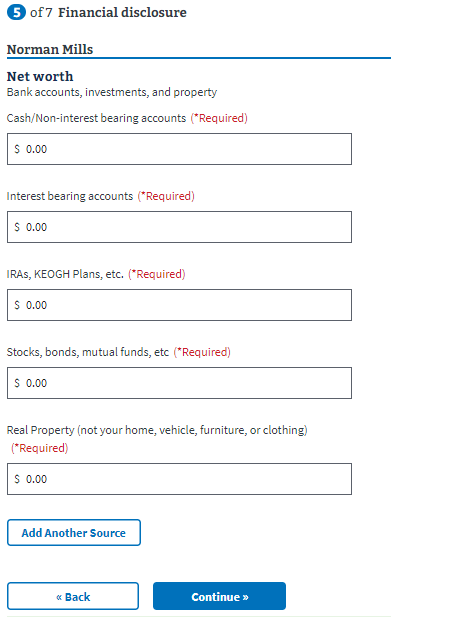 5 of 7 Financial disclosure
Norman Mills
Net worth
Bank accounts, investments, and property
Cash/Non-interest bearing accounts (*Required)
$ 0.00
Interest bearing accounts (*Required)
$ 0.00
IRAs, KEOGH Plans, etc. (*Required)
$ 0.00
Stocks, bonds, mutual funds, etc (*Required)
$ 0.00
Real Property (not your home, vehicle, furniture, or clothing)
(*Required)
$ 0.00
Add Another Source
« Back Continue »